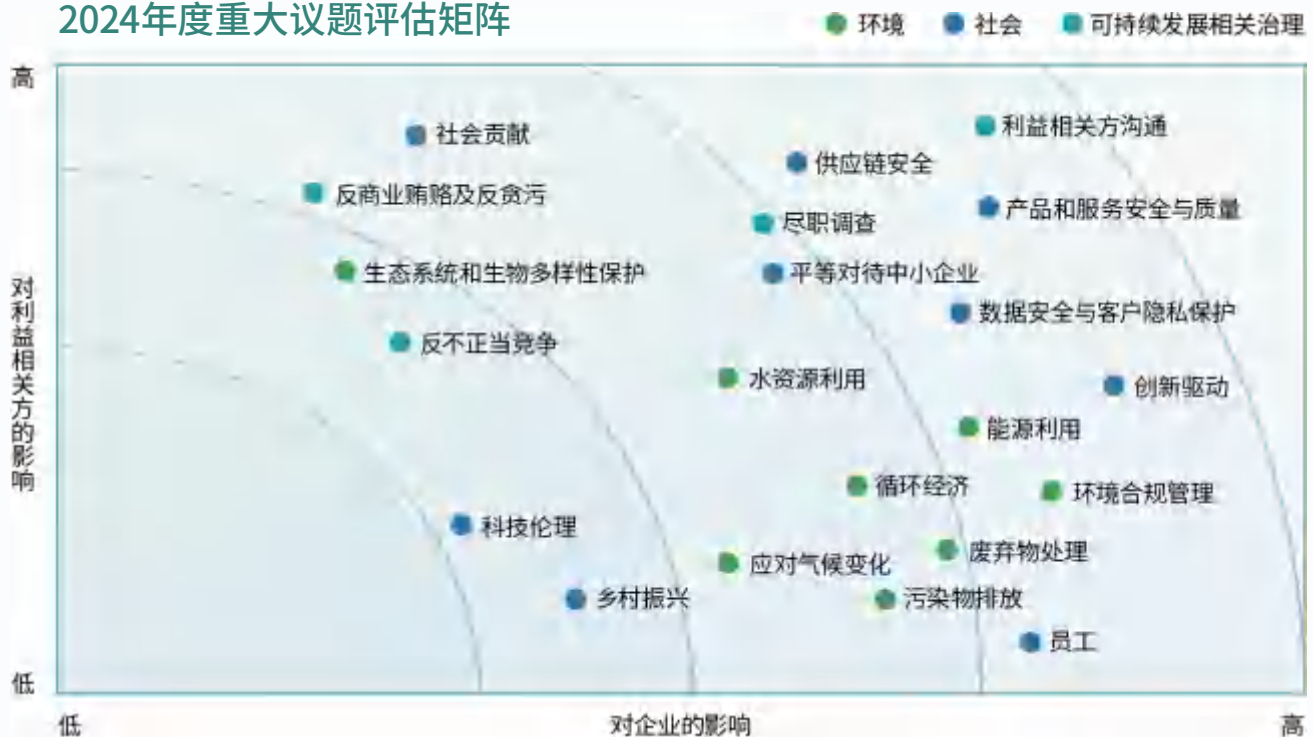 2024年度重大议题评估矩阵
环境 社会 可持续发展相关治理
高
利益相关方沟通
社会贡献
供应链安全
反商业贿赂及反贪污
产品和服务安全与质量
尽职调查
生态系统和生物多样性保护
平等对待中小企业
对利益相关方的影响
数据安全与客户隐私保护
反不正当竞争
水资源利用
创新驱动
能源利用
循环经济
环境合规管理
科技伦理
废弃物处理
应对气候变化
乡村振兴
污染物排放
员工
低
低
对企业的影响
高